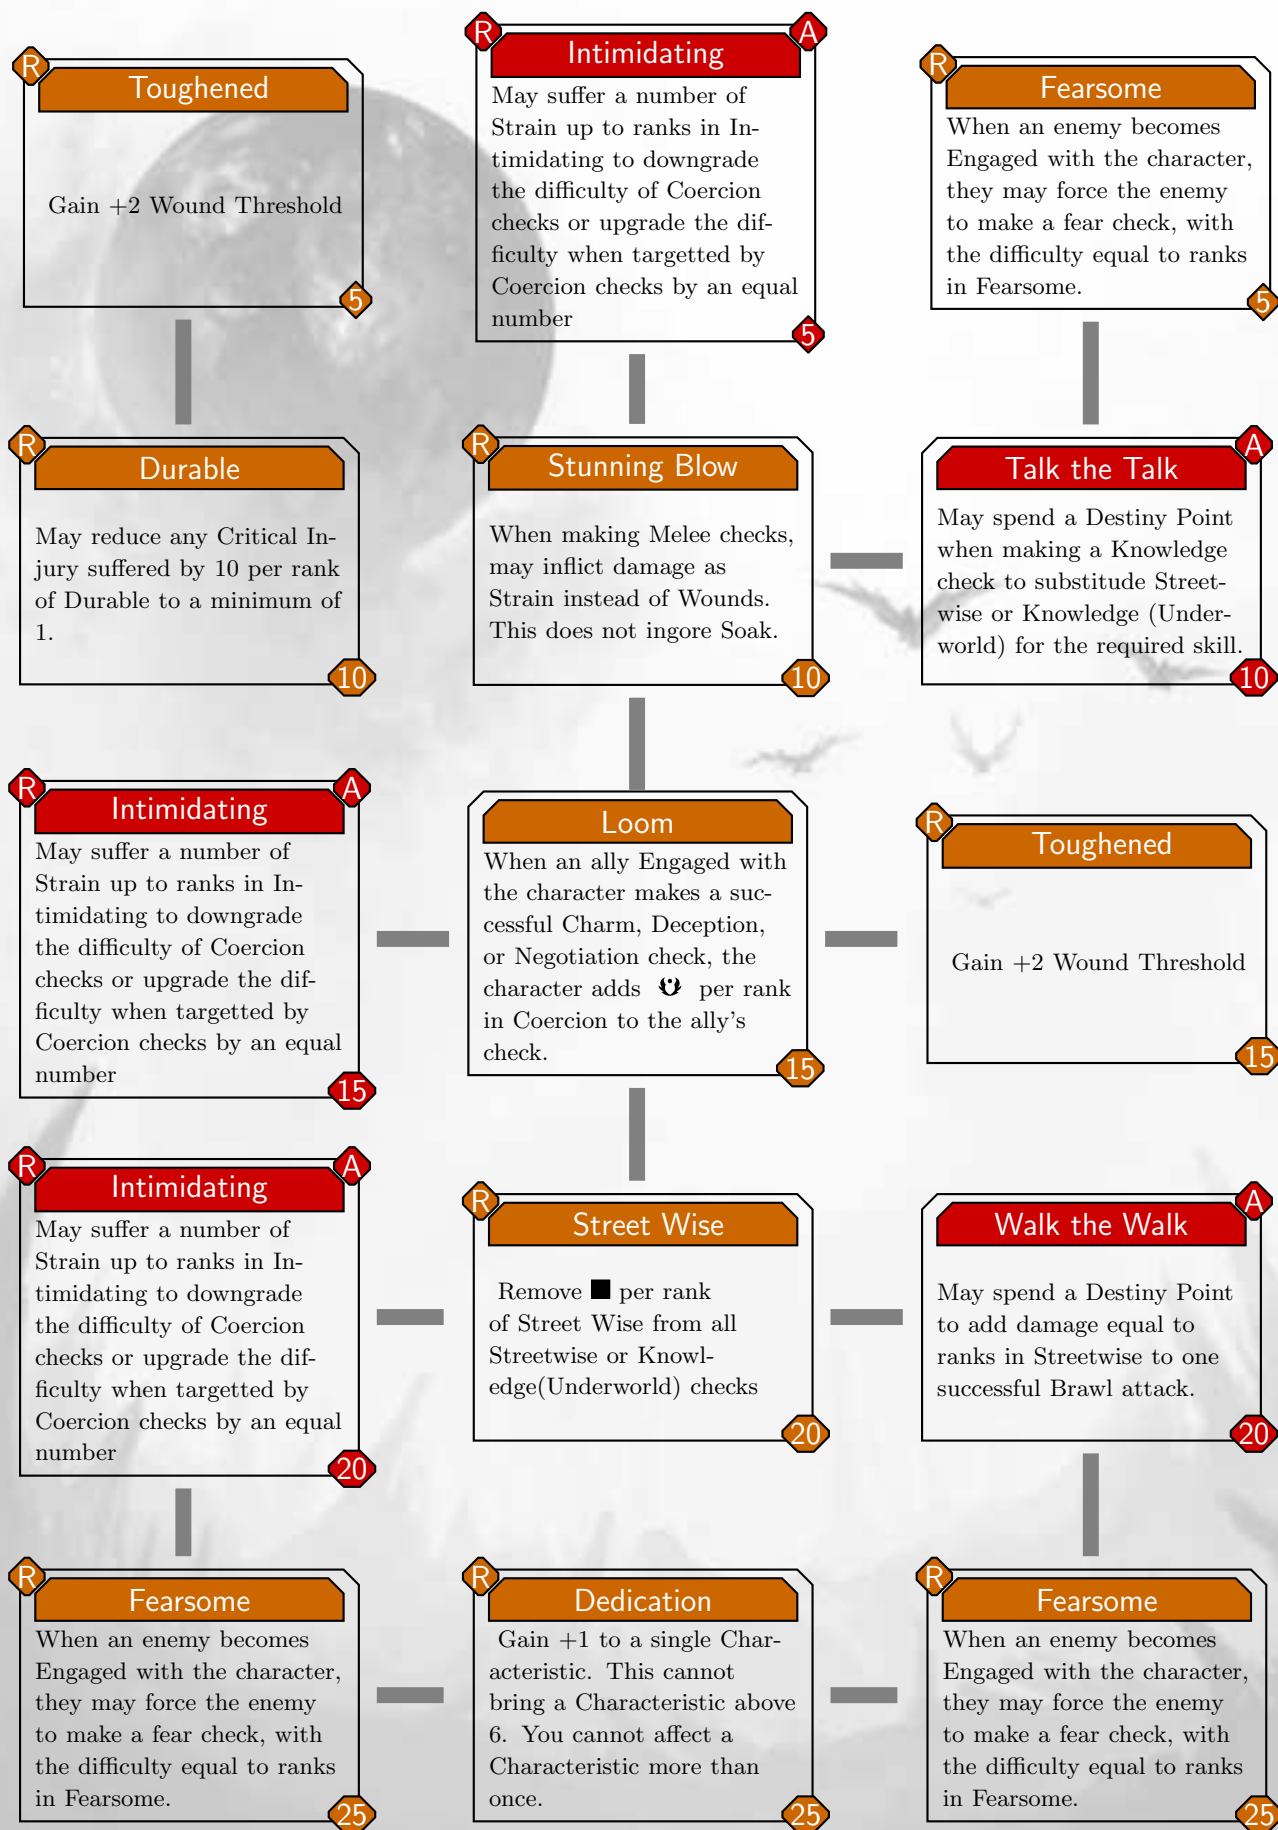 R
Toughened
Gain +2 Wound Threshold
5
R
A
Intimidating
May suffer a number of
Strain up to ranks in In-
timidating to downgrade
the difficulty of Coercion
checks or upgrade the dif-
ficulty when targetted by
Coercion checks by an equal
number
5
R
Fearsome
When an enemy becomes
Engaged with the character,
they may force the enemy
to make a fear check, with
the difficulty equal to ranks
in Fearsome.
5
R
Durable
May reduce any Critical In-
jury suffered by 10 per rank
of Durable to a minimum of
1.
10
R
Stunning Blow
When making Melee checks,
may inflict damage as
Strain instead of Wounds.
This does not ingore Soak.
10
A
Talk the Talk
May spend a Destiny Point
when making a Knowledge
check to substitude Street-
wise or Knowledge (Under-
world) for the required skill.
10
R
A
Intimidating
May suffer a number of
Strain up to ranks in In-
timidating to downgrade
the difficulty of Coercion
checks or upgrade the dif-
ficulty when targetted by
Coercion checks by an equal
number
15
Loom
When an ally Engaged with
the character makes a suc-
cessful Charm, Deception,
or Negotiation check, the
character adds per rank
in Coercion to the ally's
check.
15
R
Toughened
Gain +2 Wound Threshold
15
R
A
Intimidating
May suffer a number of
Strain up to ranks in In-
timidating to downgrade
the difficulty of Coercion
checks or upgrade the dif-
ficulty when targetted by
Coercion checks by an equal
number
20
R
Street Wise
Remove ■ per rank
of Street Wise from all
Streetwise or Knowl-
edge(Underworld) checks
20
A
Walk the Walk
May spend a Destiny Point
to add damage equal to
ranks in Streetwise to one
successful Brawl attack.
20
R
Fearsome
When an enemy becomes
Engaged with the character,
they may force the enemy
to make a fear check, with
the difficulty equal to ranks
in Fearsome.
25
R
Dedication
Gain +1 to a single Char-
acteristic. This cannot
bring a Characteristic above
6. You cannot affect a
Characteristic more than
once.
25
R
Fearsome
When an enemy becomes
Engaged with the character,
they may force the enemy
to make a fear check, with
the difficulty equal to ranks
in Fearsome.
25